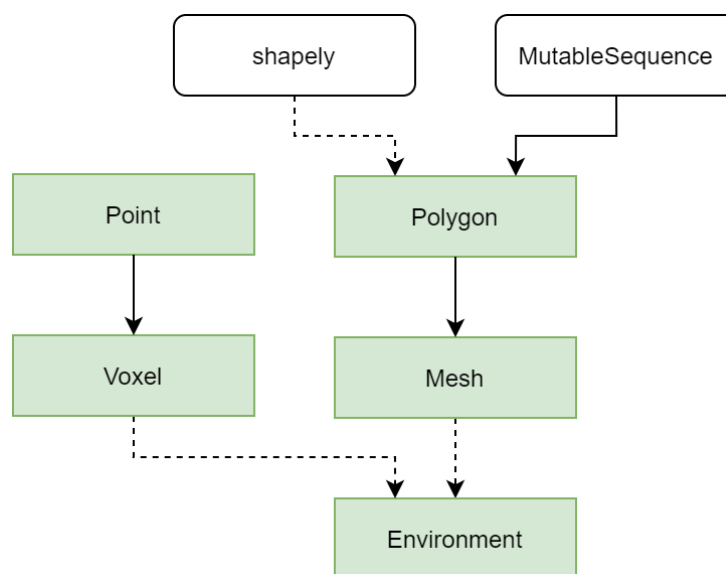 shapely
MutableSequence
Point
Polygon
Voxel
Mesh
Environment